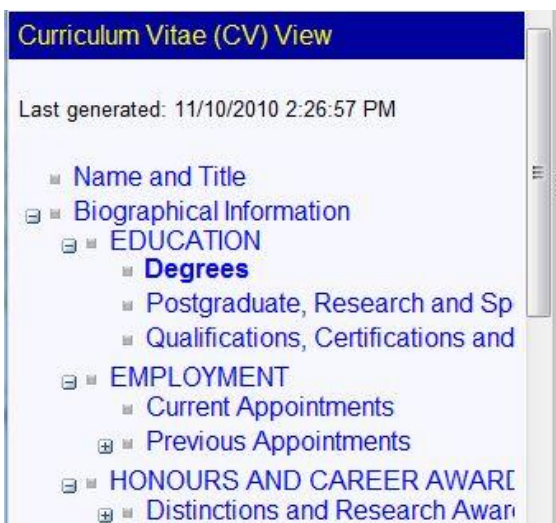 Curriculum Vitae (CV) View
Last generated: 11/10/2010 2:26:57 PM
Name and Title
Biographical Information
EDUCATION
Degrees
Postgraduate, Research and Sp
Qualifications, Certifications and
EMPLOYMENT
Current Appointments
Previous Appointments
HONOURS AND CAREER AWARD
Distinctions and Research Awar